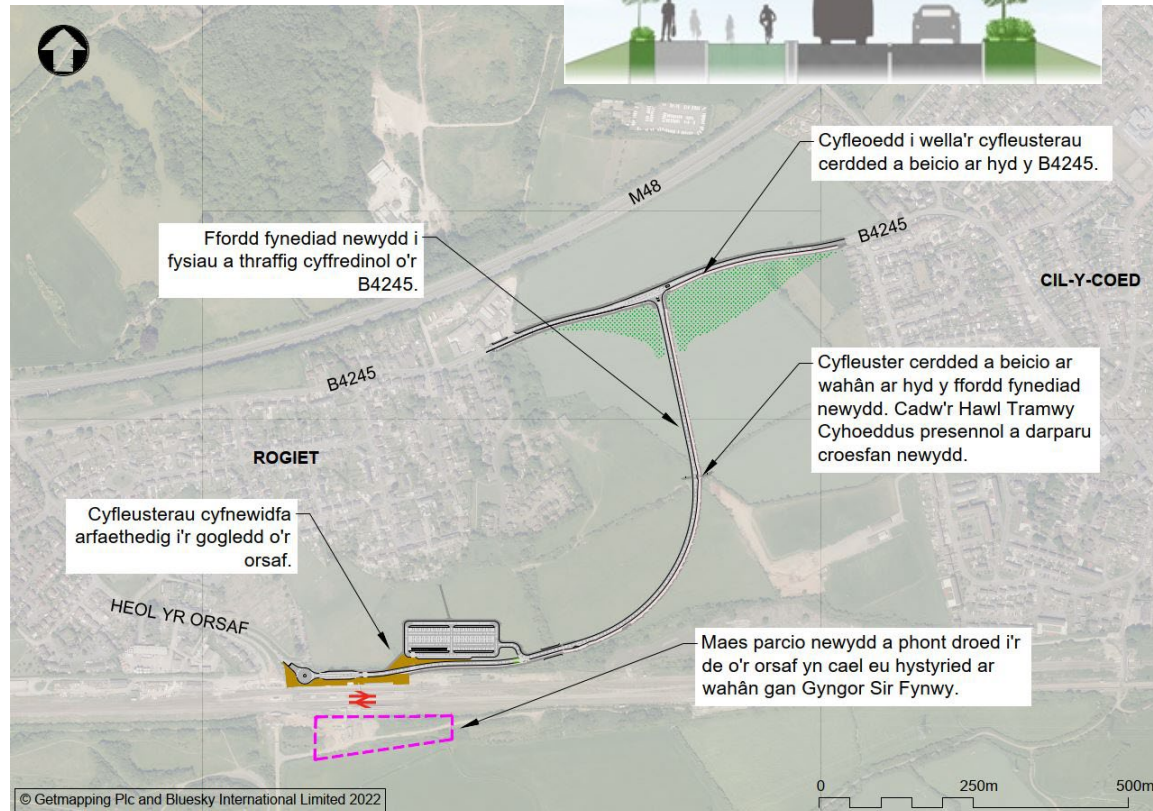 Cyfleoedd i wella'r cyfleusterau
cerdded a beicio ar hyd y B4245.
M48
B4245
Ffordd fynediad newydd i
fysiau a thraffig cyffredinol o'r
B4245.
CIL-Y-COED
B4245
Cyfleuster cerdded a beicio ar
wahân ar hyd y ffordd fynediad
newydd. Cadw'r Hawl Tramwy
Cyhoeddus presennol a darparu
croesfan newydd.
ROGIET
Cyfleusterau cyfnewidfa
arfaethedig i'r gogledd o'r
orsaf.
HEOL YR ORSAF
Maes parcio newydd a phont droed i'r
de o'r orsaf yn cael eu hystyried ar
wahân gan Gyngor Sir Fynwy.
0 250m 500m
© Getmapping Plc and Bluesky International Limited 2022